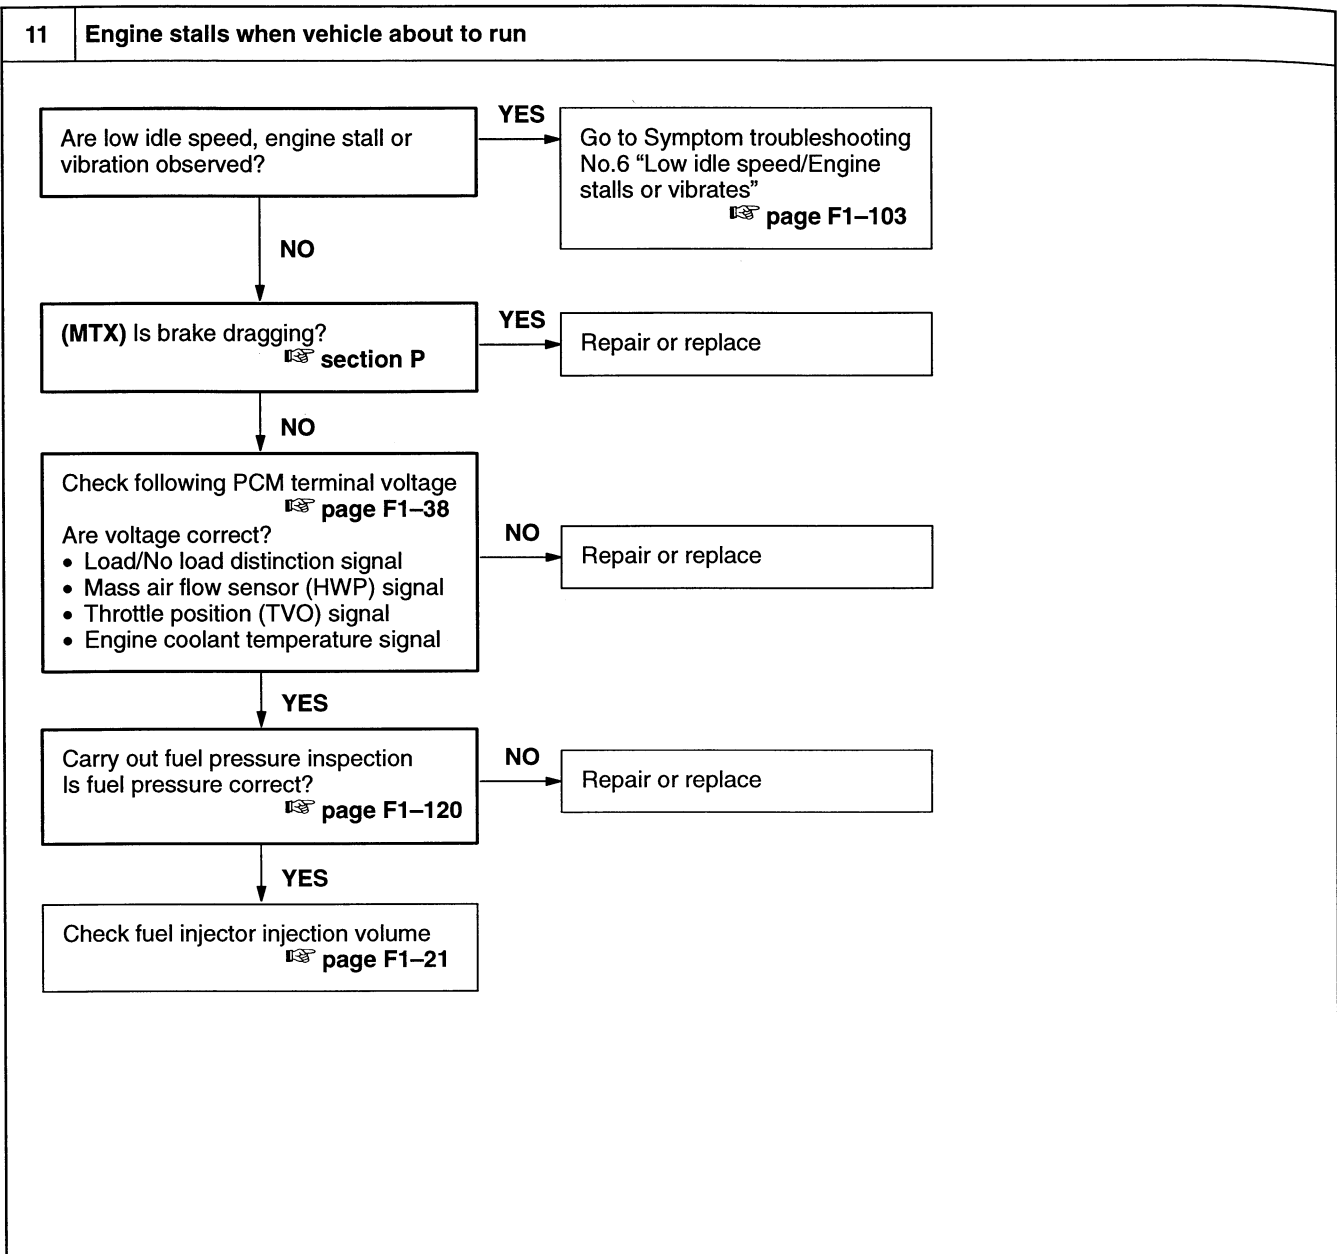 11 Engine stalls when vehicle about to run
Are low idle speed, engine stall or
vibration observed?
YES
Go to Symptom troubleshooting
No.6 “Low idle speed/Engine
stalls or vibrates”
☞ page F1–103
NO
(MTX) Is brake dragging?
☞ section P
YES
Repair or replace
NO
Check following PCM terminal voltage
☞ page F1–38
Are voltage correct?
• Load/No load distinction signal
• Mass air flow sensor (HWP) signal
• Throttle position (TVO) signal
• Engine coolant temperature signal
NO
Repair or replace
YES
Carry out fuel pressure inspection
Is fuel pressure correct?
☞ page F1–120
NO
Repair or replace
YES
Check fuel injector injection volume
☞ page F1–21